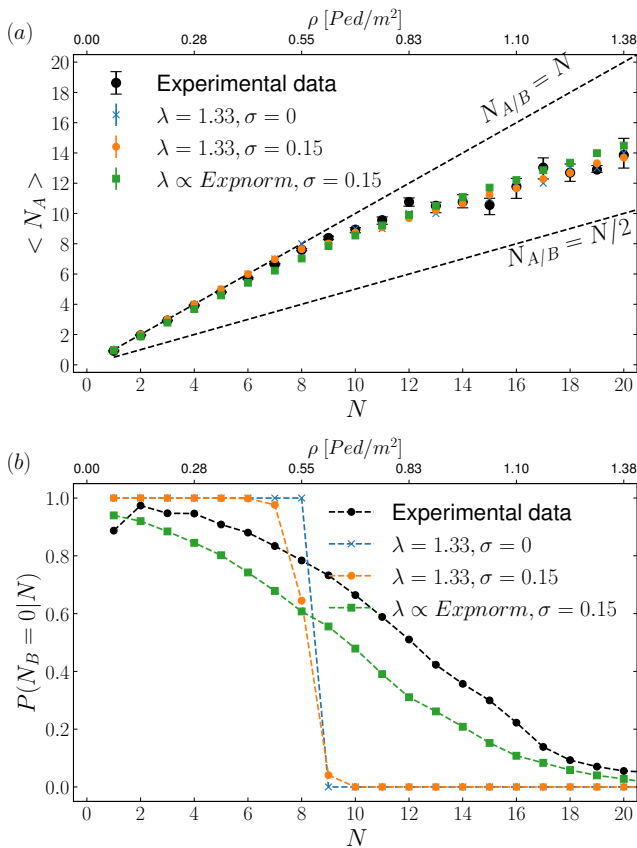 (a)
ρ [Ped/m²]
0.00 0.28 0.55 0.83 1.10 1.38
20
18
16
14
12
10
8
6
4
2
0
< N_A >
Experimental data
λ = 1.33, σ = 0
λ = 1.33, σ = 0.15
λ ∝ Expnorm, σ = 0.15
N_{A/B} = N
N_{A/B} = N/2
0 2 4 6 8 10 12 14 16 18 20
N
(b)
ρ [Ped/m²]
0.00 0.28 0.55 0.83 1.10 1.38
1.0
0.8
0.6
0.4
0.2
0.0
P(N_B = 0|N)
Experimental data
λ = 1.33, σ = 0
λ = 1.33, σ = 0.15
λ ∝ Expnorm, σ = 0.15
0 2 4 6 8 10 12 14 16 18 20
N